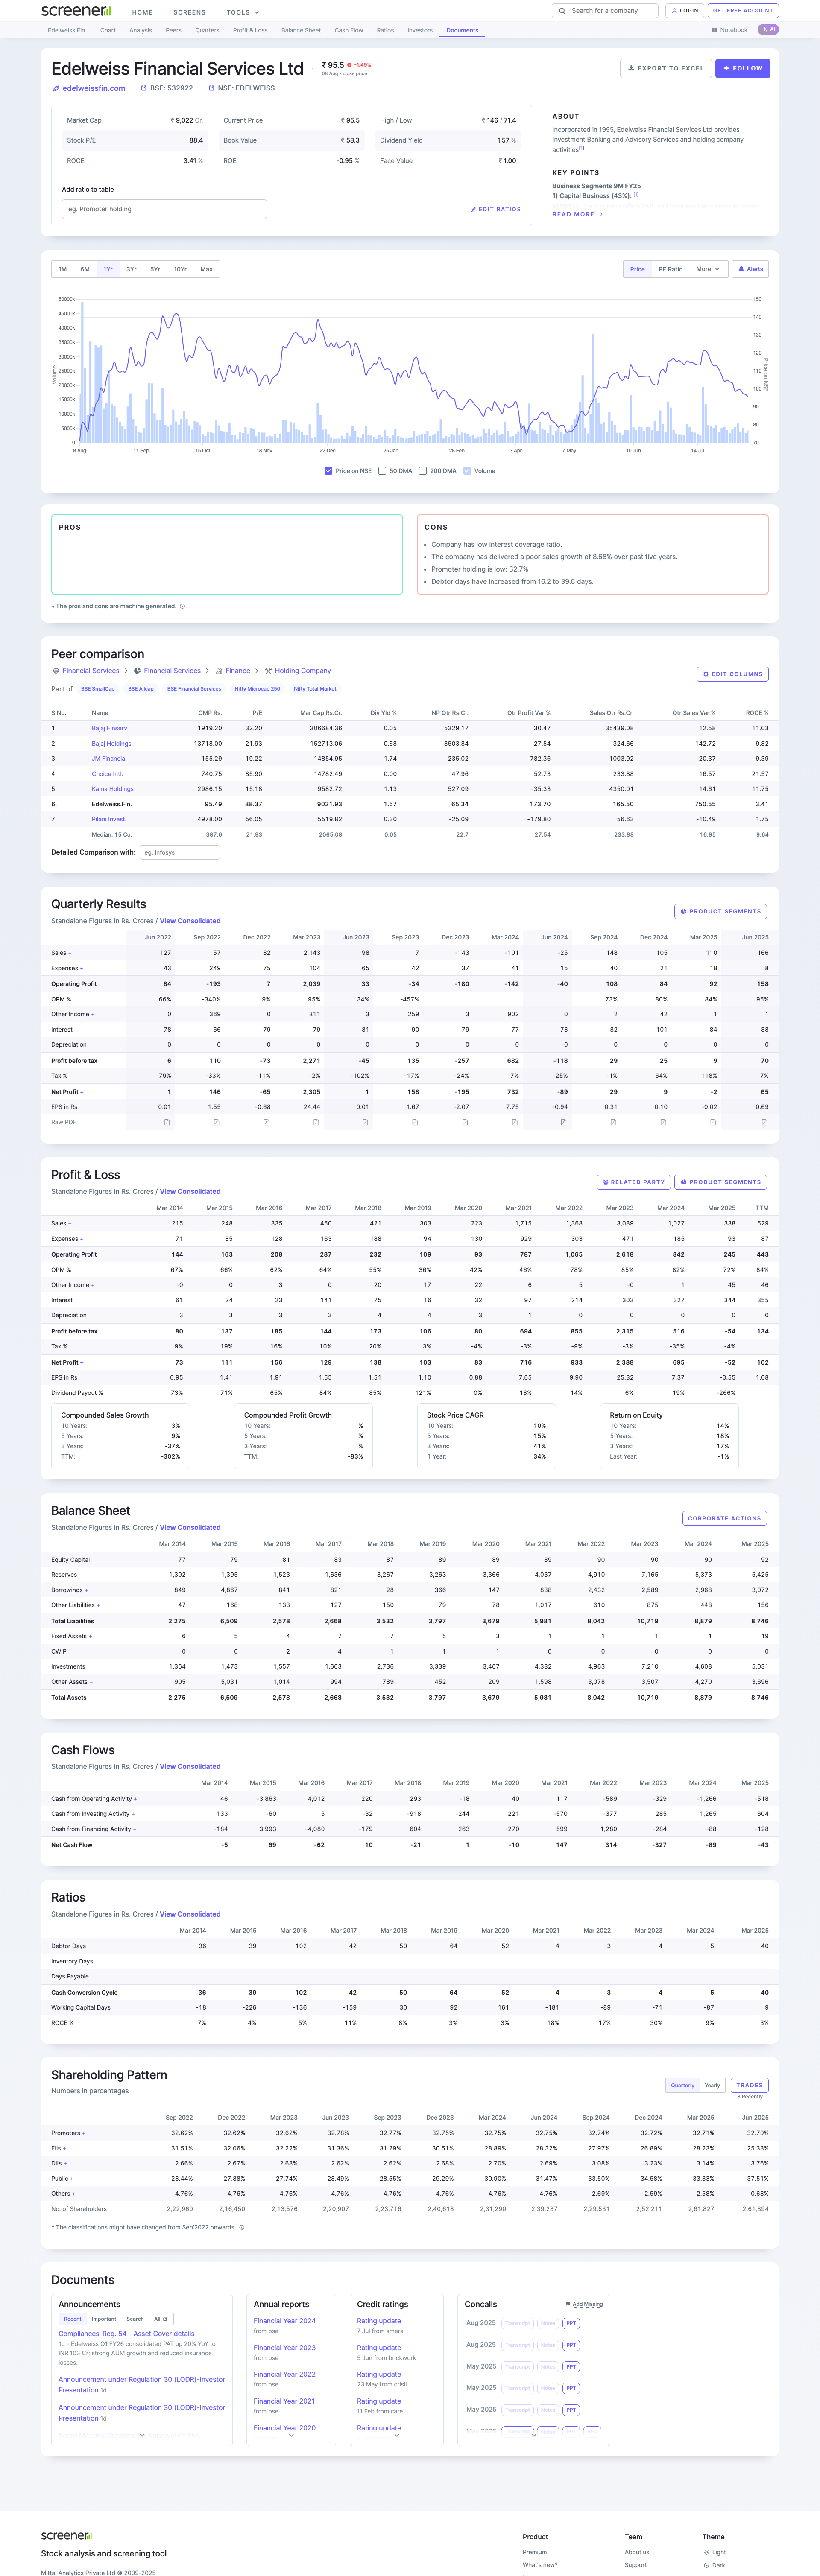 screener
HOME SCREENS TOOLS
Search for a company
LOGIN GET FREE ACCOUNT
Edelweiss.Fin. Chart Analysis Peers Quarters Profit & Loss Balance Sheet Cash Flow Ratios Investors Documents Notebook AI
Edelweiss Financial Services Ltd
₹ 95.5 -1.49%
08 Aug - close price
EXPORT TO EXCEL FOLLOW
edelweissfin.com BSE: 532922 NSE: EDELWEISS
Market Cap ₹ 9,022 Cr. Current Price ₹ 95.5 High / Low ₹ 146 / 71.4
Stock P/E 88.4 Book Value ₹ 58.3 Dividend Yield 1.57 %
ROCE 3.41 % ROE -0.95 % Face Value ₹ 1.00
Add ratio to table
eg. Promoter holding
EDIT RATIOS
ABOUT
Incorporated in 1995, Edelweiss Financial Services Ltd provides
Investment Banking and Advisory Services and holding company
activities[1]
KEY POINTS
Business Segments 9M FY25
1) Capital Business (43%): [1]
READ MORE
1M 6M 1Yr 3Yr 5Yr 10Yr Max
Price PE Ratio More Alerts
50000k 45000k 40000k 35000k 30000k 25000k 20000k 15000k 10000k 5000k 0
Volume
150 140 130 120 110 100 90 80 70
Price on NSE
8 Aug 11 Sep 15 Oct 18 Nov 22 Dec 25 Jan 28 Feb 3 Apr 7 May 10 Jun 14 Jul
Price on NSE 50 DMA 200 DMA Volume
PROS
CONS
Company has low interest coverage ratio.
The company has delivered a poor sales growth of 8.68% over past five years.
Promoter holding is low: 32.7%
Debtor days have increased from 16.2 to 39.6 days.
* The pros and cons are machine generated.
Peer comparison
Financial Services Financial Services Finance Holding Company
EDIT COLUMNS
Part of BSE SmallCap BSE Allcap BSE Financial Services Nifty Microcap 250 Nifty Total Market
S.No. Name CMP Rs. P/E Mar Cap Rs.Cr. Div Yld % NP Qtr Rs.Cr. Qtr Profit Var % Sales Qtr Rs.Cr. Qtr Sales Var % ROCE %
1. Bajaj Finserv 1919.20 32.20 306684.36 0.05 5329.17 30.47 35439.08 12.58 11.03
2. Bajaj Holdings 13718.00 21.93 152713.06 0.68 3503.84 27.54 324.66 142.72 9.82
3. JM Financial 155.29 19.22 14854.95 1.74 235.02 782.36 1003.92 -20.37 9.39
4. Choice Intl. 740.75 85.90 14782.49 0.00 47.96 52.73 233.88 16.57 21.57
5. Kama Holdings 2986.15 15.18 9582.72 1.13 527.09 -35.33 4350.01 14.61 11.75
6. Edelweiss.Fin. 95.49 88.37 9021.93 1.57 65.34 173.70 165.50 750.55 3.41
7. Pilani Invest. 4978.00 56.05 5519.82 0.30 -25.09 -179.80 56.63 -10.49 1.75
Median: 15 Co. 387.6 21.93 2065.08 0.05 22.7 27.54 233.88 16.95 9.64
Detailed Comparison with: eg. Infosys
Quarterly Results
Standalone Figures in Rs. Crores / View Consolidated
PRODUCT SEGMENTS
Jun 2022 Sep 2022 Dec 2022 Mar 2023 Jun 2023 Sep 2023 Dec 2023 Mar 2024 Jun 2024 Sep 2024 Dec 2024 Mar 2025 Jun 2025
Sales + 127 57 82 2,143 98 7 -143 -101 -25 148 105 110 166
Expenses + 43 249 75 104 65 42 37 41 15 40 21 18 8
Operating Profit 84 -193 7 2,039 33 -34 -180 -142 -40 108 84 92 158
OPM % 66% -340% 9% 95% 34% -457% 73% 80% 84% 95%
Other Income + 0 369 0 311 3 259 3 902 0 2 42 1 1
Interest 78 66 79 79 81 90 79 77 78 82 101 84 88
Depreciation 0 0 0 0 0 0 0 0 0 0 0 0 0
Profit before tax 6 110 -73 2,271 -45 135 -257 682 -118 29 25 9 70
Tax % 79% -33% -11% -2% -102% -17% -24% -7% -25% -1% 64% 118% 7%
Net Profit + 1 146 -65 2,305 1 158 -195 732 -89 29 9 -2 65
EPS in Rs 0.01 1.55 -0.68 24.44 0.01 1.67 -2.07 7.75 -0.94 0.31 0.10 -0.02 0.69
Raw PDF
Profit & Loss
Standalone Figures in Rs. Crores / View Consolidated
RELATED PARTY PRODUCT SEGMENTS
Mar 2014 Mar 2015 Mar 2016 Mar 2017 Mar 2018 Mar 2019 Mar 2020 Mar 2021 Mar 2022 Mar 2023 Mar 2024 Mar 2025 TTM
Sales + 215 248 335 450 421 303 223 1,715 1,368 3,089 1,027 338 529
Expenses + 71 85 128 163 188 194 130 929 303 471 185 93 87
Operating Profit 144 163 208 287 232 109 93 787 1,065 2,618 842 245 443
OPM % 67% 66% 62% 64% 55% 36% 42% 46% 78% 85% 82% 72% 84%
Other Income + -0 0 3 0 20 17 22 6 5 -0 1 45 46
Interest 61 24 23 141 75 16 32 97 214 303 327 344 355
Depreciation 3 3 3 3 4 4 3 1 0 0 0 0 0
Profit before tax 80 137 185 144 173 106 80 694 855 2,315 516 -54 134
Tax % 9% 19% 16% 10% 20% 3% -4% -3% -9% -3% -35% -4%
Net Profit + 73 111 156 129 138 103 83 716 933 2,388 695 -52 102
EPS in Rs 0.95 1.41 1.91 1.55 1.51 1.10 0.88 7.65 9.90 25.32 7.37 -0.55 1.08
Dividend Payout % 73% 71% 65% 84% 85% 121% 0% 18% 14% 6% 19% -266%
Compounded Sales Growth
10 Years: 3%
5 Years: 9%
3 Years: -37%
TTM: -302%
Compounded Profit Growth
10 Years: %
5 Years: %
3 Years: %
TTM: -83%
Stock Price CAGR
10 Years: 10%
5 Years: 15%
3 Years: 41%
1 Year: 34%
Return on Equity
10 Years: 14%
5 Years: 18%
3 Years: 17%
Last Year: -1%
Balance Sheet
Standalone Figures in Rs. Crores / View Consolidated
CORPORATE ACTIONS
Mar 2014 Mar 2015 Mar 2016 Mar 2017 Mar 2018 Mar 2019 Mar 2020 Mar 2021 Mar 2022 Mar 2023 Mar 2024 Mar 2025
Equity Capital 77 79 81 83 87 89 89 89 90 90 90 92
Reserves 1,302 1,395 1,523 1,636 3,267 3,263 3,366 4,037 4,910 7,165 5,373 5,425
Borrowings + 849 4,867 841 821 28 366 147 838 2,432 2,589 2,968 3,072
Other Liabilities + 47 168 133 127 150 79 78 1,017 610 875 448 156
Total Liabilities 2,275 6,509 2,578 2,668 3,532 3,797 3,679 5,981 8,042 10,719 8,879 8,746
Fixed Assets + 6 5 4 7 7 5 3 1 1 1 1 19
CWIP 0 0 2 4 1 1 1 0 0 0 0 0
Investments 1,364 1,473 1,557 1,663 2,736 3,339 3,467 4,382 4,963 7,210 4,608 5,031
Other Assets + 905 5,031 1,014 994 789 452 209 1,598 3,078 3,507 4,270 3,696
Total Assets 2,275 6,509 2,578 2,668 3,532 3,797 3,679 5,981 8,042 10,719 8,879 8,746
Cash Flows
Standalone Figures in Rs. Crores / View Consolidated
Mar 2014 Mar 2015 Mar 2016 Mar 2017 Mar 2018 Mar 2019 Mar 2020 Mar 2021 Mar 2022 Mar 2023 Mar 2024 Mar 2025
Cash from Operating Activity + 46 -3,863 4,012 220 293 -18 40 117 -589 -329 -1,266 -518
Cash from Investing Activity + 133 -60 5 -32 -918 -244 221 -570 -377 285 1,265 604
Cash from Financing Activity + -184 3,993 -4,080 -179 604 263 -270 599 1,280 -284 -88 -128
Net Cash Flow -5 69 -62 10 -21 1 -10 147 314 -327 -89 -43
Ratios
Standalone Figures in Rs. Crores / View Consolidated
Mar 2014 Mar 2015 Mar 2016 Mar 2017 Mar 2018 Mar 2019 Mar 2020 Mar 2021 Mar 2022 Mar 2023 Mar 2024 Mar 2025
Debtor Days 36 39 102 42 50 64 52 4 3 4 5 40
Inventory Days
Days Payable
Cash Conversion Cycle 36 39 102 42 50 64 52 4 3 4 5 40
Working Capital Days -18 -226 -136 -159 30 92 161 -181 -89 -71 -87 9
ROCE % 7% 4% 5% 11% 8% 3% 3% 18% 17% 30% 9% 3%
Shareholding Pattern
Numbers in percentages
Quarterly Yearly TRADES
8 Recently
Sep 2022 Dec 2022 Mar 2023 Jun 2023 Sep 2023 Dec 2023 Mar 2024 Jun 2024 Sep 2024 Dec 2024 Mar 2025 Jun 2025
Promoters + 32.62% 32.62% 32.62% 32.78% 32.77% 32.75% 32.75% 32.75% 32.74% 32.72% 32.71% 32.70%
FIIs + 31.51% 32.06% 32.22% 31.36% 31.29% 30.51% 28.89% 28.32% 27.97% 26.89% 28.23% 25.33%
DIIs + 2.66% 2.67% 2.68% 2.62% 2.62% 2.68% 2.70% 2.69% 3.08% 3.23% 3.14% 3.76%
Public + 28.44% 27.88% 27.74% 28.49% 28.55% 29.29% 30.90% 31.47% 33.50% 34.58% 33.33% 37.51%
Others + 4.76% 4.76% 4.76% 4.76% 4.76% 4.76% 4.76% 4.76% 2.69% 2.59% 2.58% 0.68%
No. of Shareholders 2,22,960 2,16,450 2,13,576 2,20,907 2,23,716 2,40,618 2,31,290 2,39,237 2,29,531 2,52,211 2,61,827 2,61,894
* The classifications might have changed from Sep'2022 onwards.
Documents
Announcements
Recent Important Search All
Compliances-Reg. 54 - Asset Cover details
1d - Edelweiss Q1 FY26 consolidated PAT up 20% YoY to
INR 103 Cr; strong AUM growth and reduced insurance
losses.
Announcement under Regulation 30 (LODR)-Investor
Presentation 1d
Announcement under Regulation 30 (LODR)-Investor
Presentation 1d
Annual reports
Financial Year 2024
from bse
Financial Year 2023
from bse
Financial Year 2022
from bse
Financial Year 2021
from bse
Financial Year 2020
Credit ratings
Rating update
7 Jul from smera
Rating update
5 Jun from brickwork
Rating update
23 May from crisil
Rating update
11 Feb from care
Rating update
Concalls Add Missing
Aug 2025 Transcript Notes PPT
Aug 2025 Transcript Notes PPT
May 2025 Transcript Notes PPT
May 2025 Transcript Notes PPT
May 2025 Transcript Notes PPT
screener
Stock analysis and screening tool
Mittal Analytics Private Ltd © 2009-2025
Product
Premium
What's new?
Team
About us
Support
Theme
Light
Dark